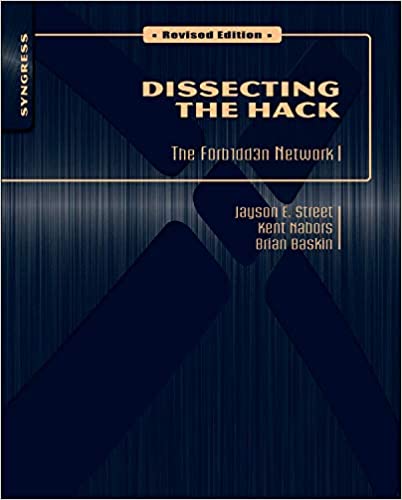 • Revised Edition •
SYNGRESS
DISSECTING
THE HACK
The F0rb1dd3n Network
Jayson E. Street
Kent Nabors
Brian Baskin